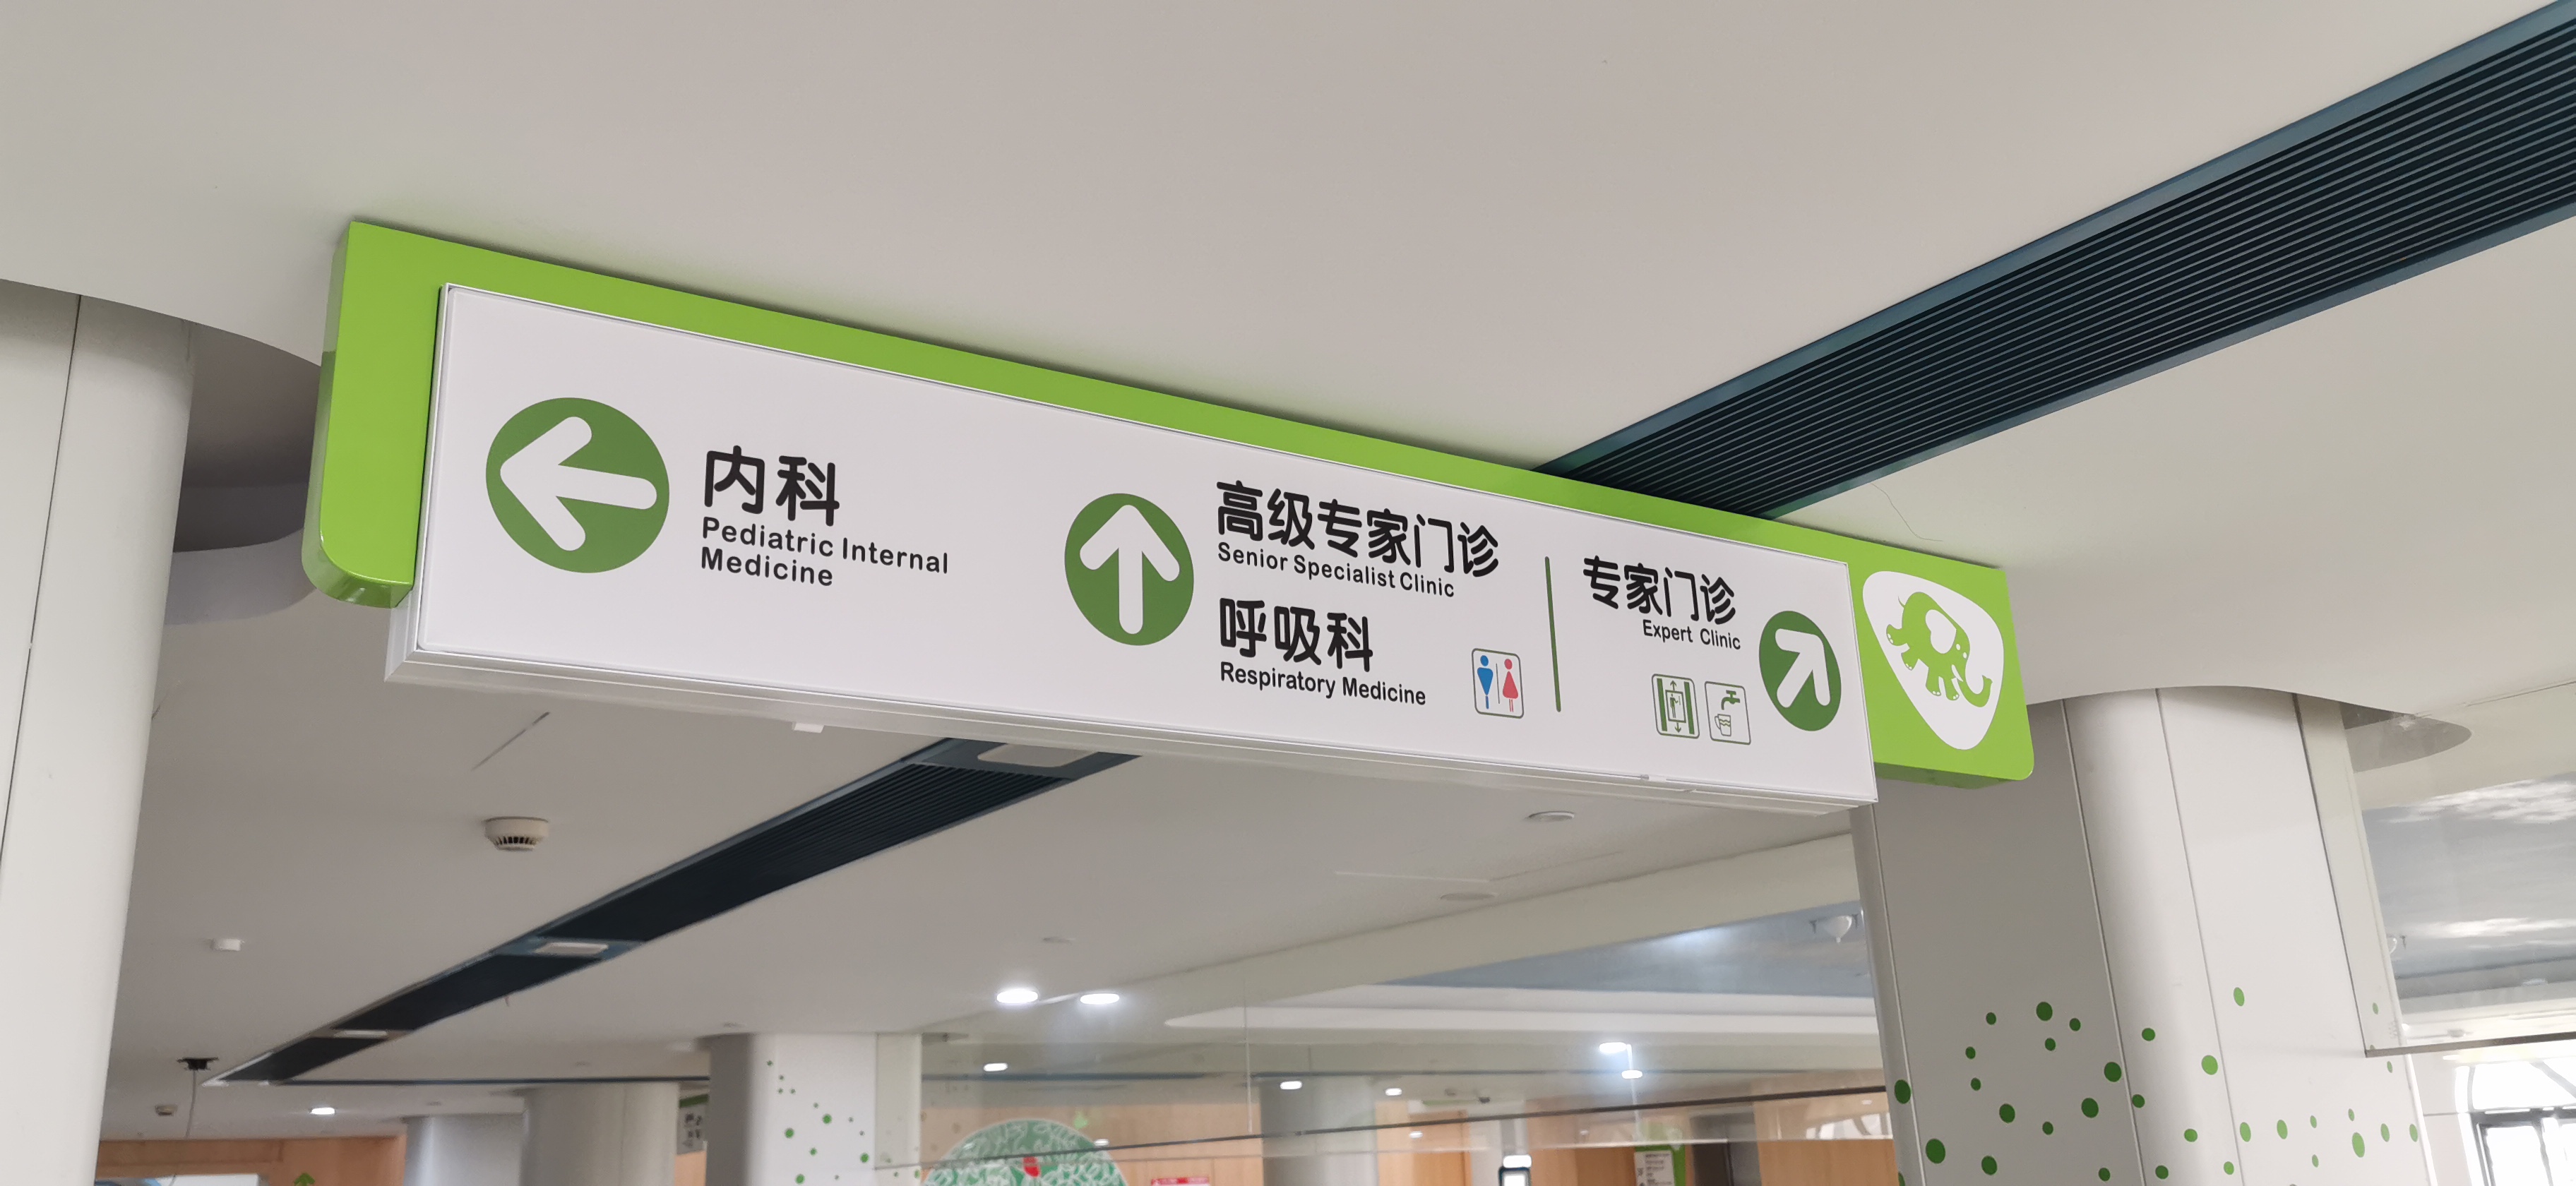 内科
Pediatric Internal
Medicine
高级专家门诊
Senior Specialist Clinic
呼吸科
Respiratory Medicine
专家门诊
Expert Clinic